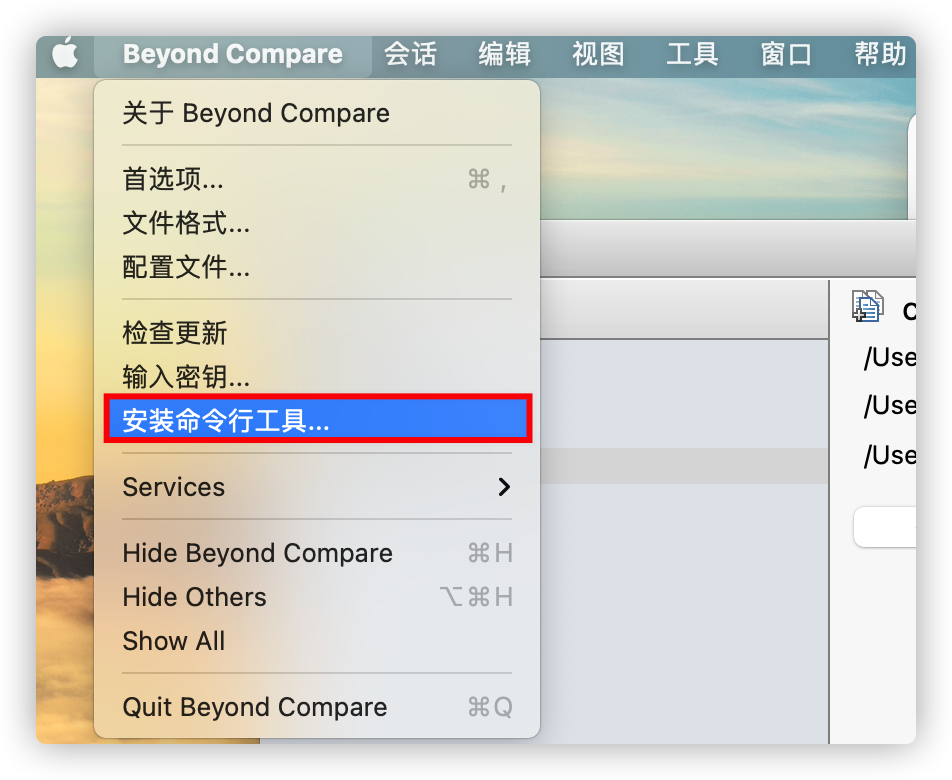 Beyond Compare 会话 编辑 视图 工具 窗口 帮助
关于 Beyond Compare
首选项... ⌘ ,
文件格式...
配置文件...
检查更新
输入密钥...
安装命令行工具...
Services
Hide Beyond Compare ⌘H
Hide Others ⌥⌘H
Show All
Quit Beyond Compare ⌘Q
/Use
/Use
/Use